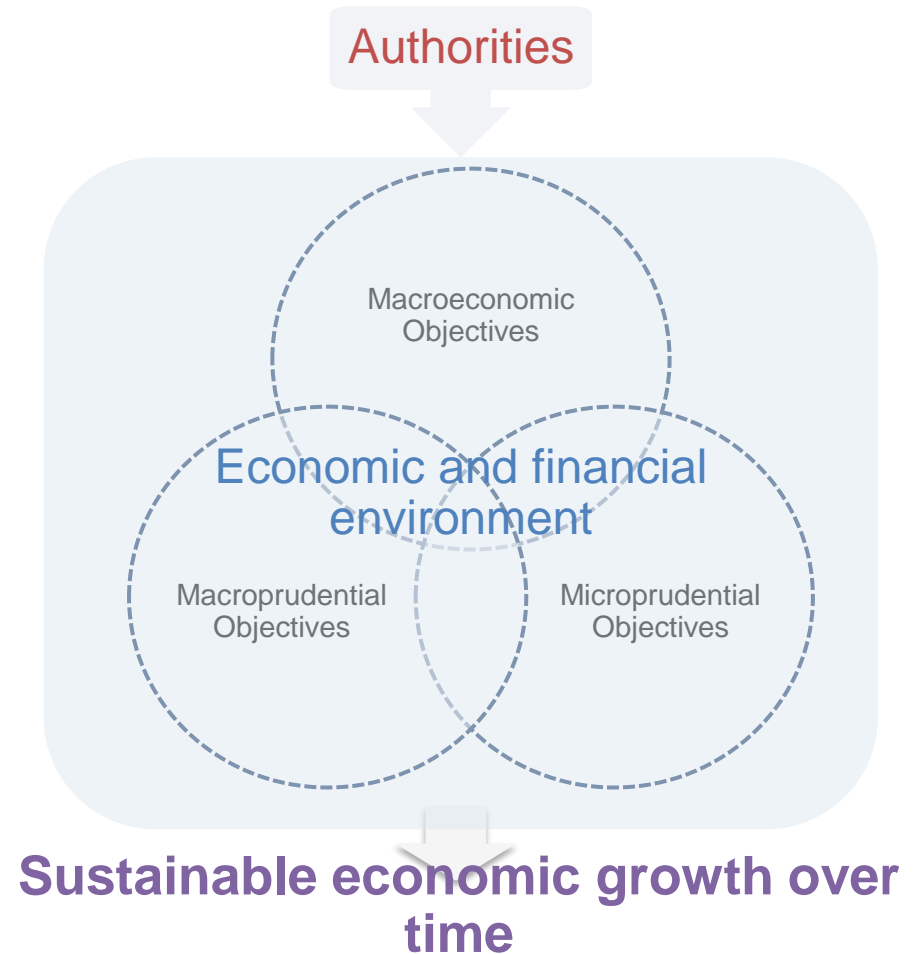 Authorities
Macroeconomic
Objectives
Economic and financial
environment
Macroprudential
Objectives
Microprudential
Objectives
Sustainable economic growth over
time